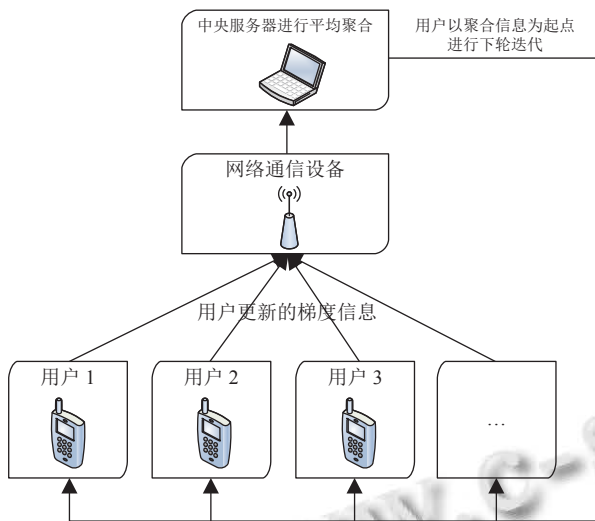 中央服务器进行平均聚合
用户以聚合信息为起点
进行下轮迭代
网络通信设备
用户更新的梯度信息
用户 1
用户 2
用户 3
…